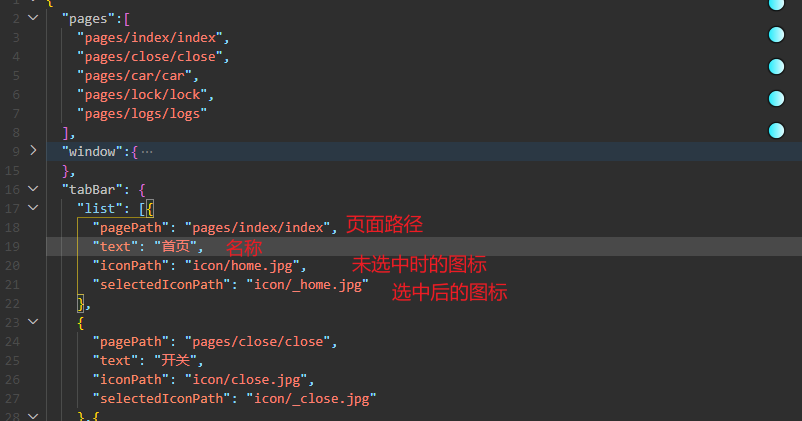 1 {
2 "pages":[
3 "pages/index/index",
4 "pages/close/close",
5 "pages/car/car",
6 "pages/lock/lock",
7 "pages/logs/logs"
8 ],
9 "window":{ ···
15 },
16 "tabBar": {
17 "list": [{
18 "pagePath": "pages/index/index", 页面路径
19 "text": "首页", 名称
20 "iconPath": "icon/home.jpg", 未选中时的图标
21 "selectedIconPath": "icon/_home.jpg" 选中后的图标
22 },
23 {
24 "pagePath": "pages/close/close",
25 "text": "开关",
26 "iconPath": "icon/close.jpg",
27 "selectedIconPath": "icon/_close.jpg"
28 },{